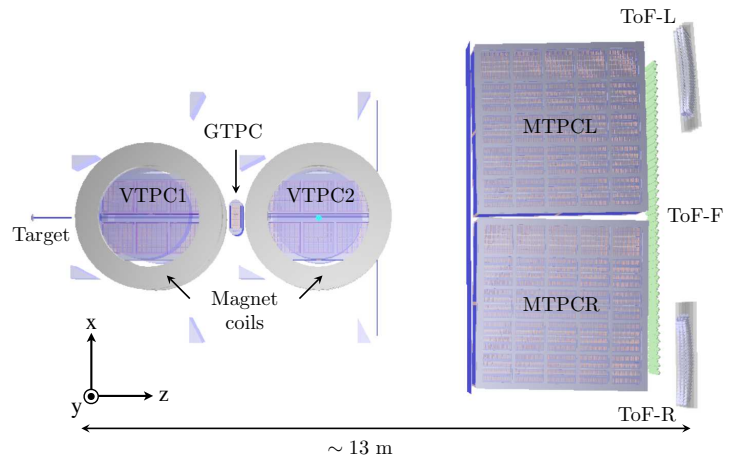 ToF-L
GTPC
MTPCL
VTPC1
VTPC2
ToF-F
Target
Magnet
coils
MTPCR
x
z
y
ToF-R
∼ 13 m